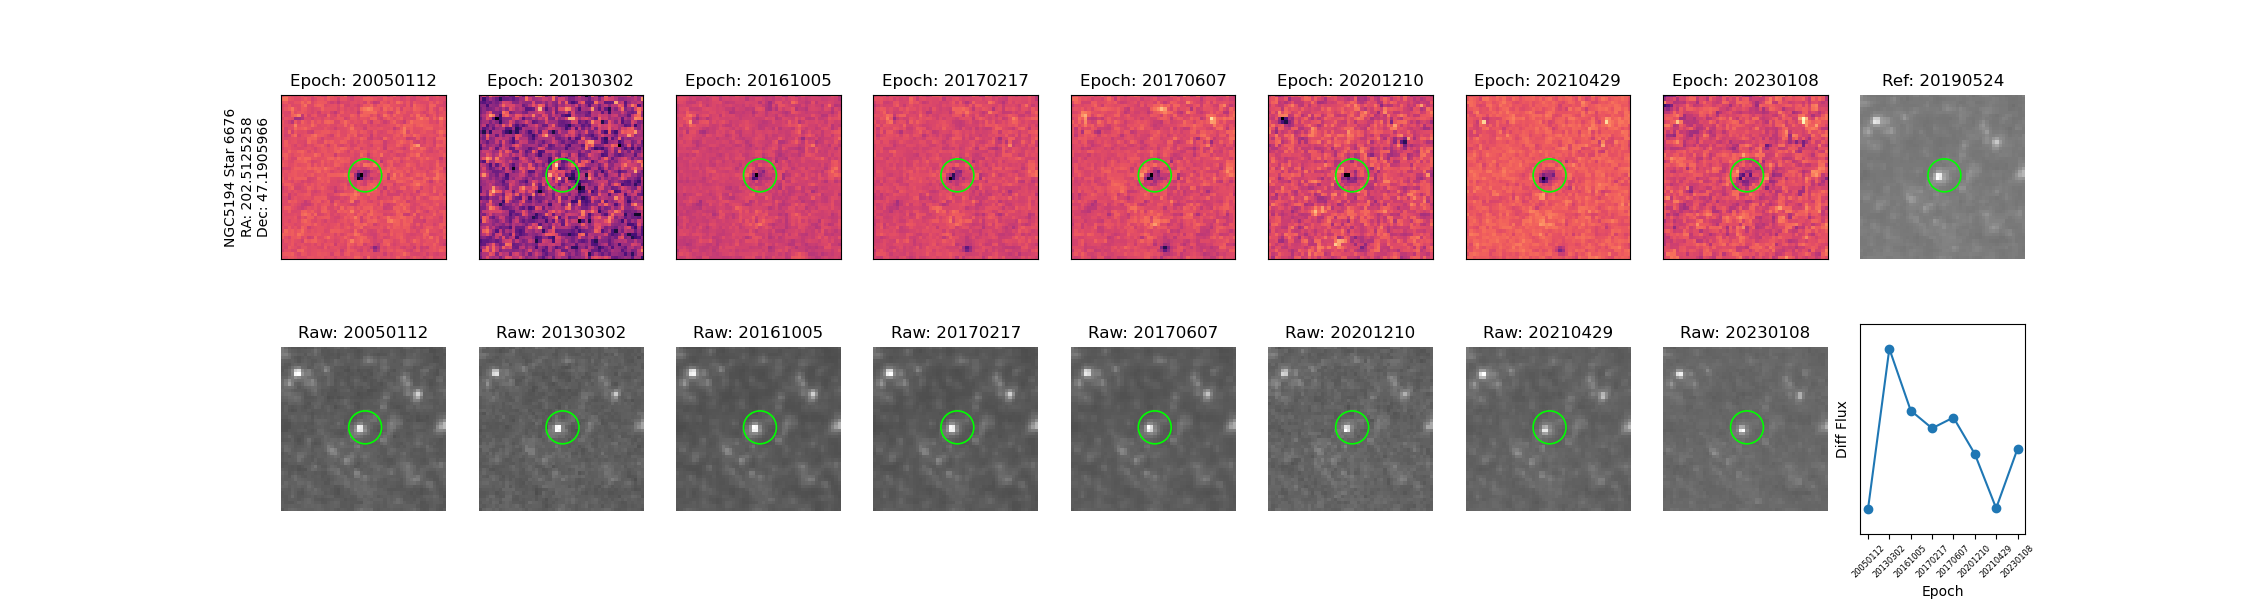 Epoch: 20050112
Epoch: 20130302
Epoch: 20161005
Epoch: 20170217
Epoch: 20170607
Epoch: 20201210
Epoch: 20210429
Epoch: 20230108
Ref: 20190524
NGC5194 Star 6676
RA: 202.5125258
Dec: 47.1905966
Raw: 20050112
Raw: 20130302
Raw: 20161005
Raw: 20170217
Raw: 20170607
Raw: 20201210
Raw: 20210429
Raw: 20230108
Diff Flux
20050112
20130302
20161005
20170217
20170607
20201210
20210429
20230108
Epoch